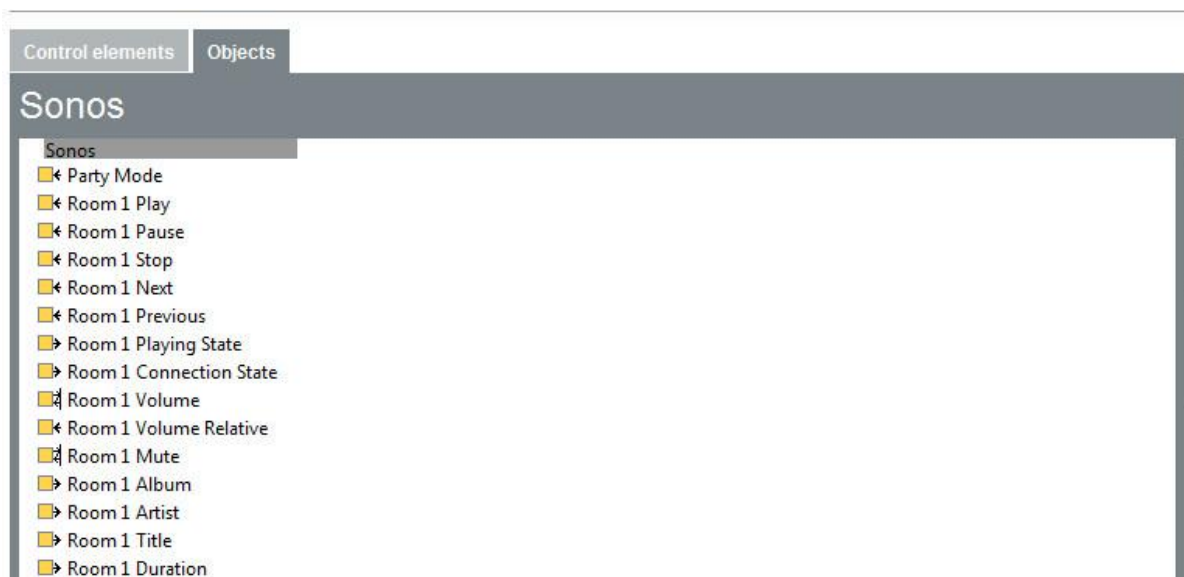 Control elements Objects
Sonos
Sonos
Party Mode
Room 1 Play
Room 1 Pause
Room 1 Stop
Room 1 Next
Room 1 Previous
Room 1 Playing State
Room 1 Connection State
Room 1 Volume
Room 1 Volume Relative
Room 1 Mute
Room 1 Album
Room 1 Artist
Room 1 Title
Room 1 Duration